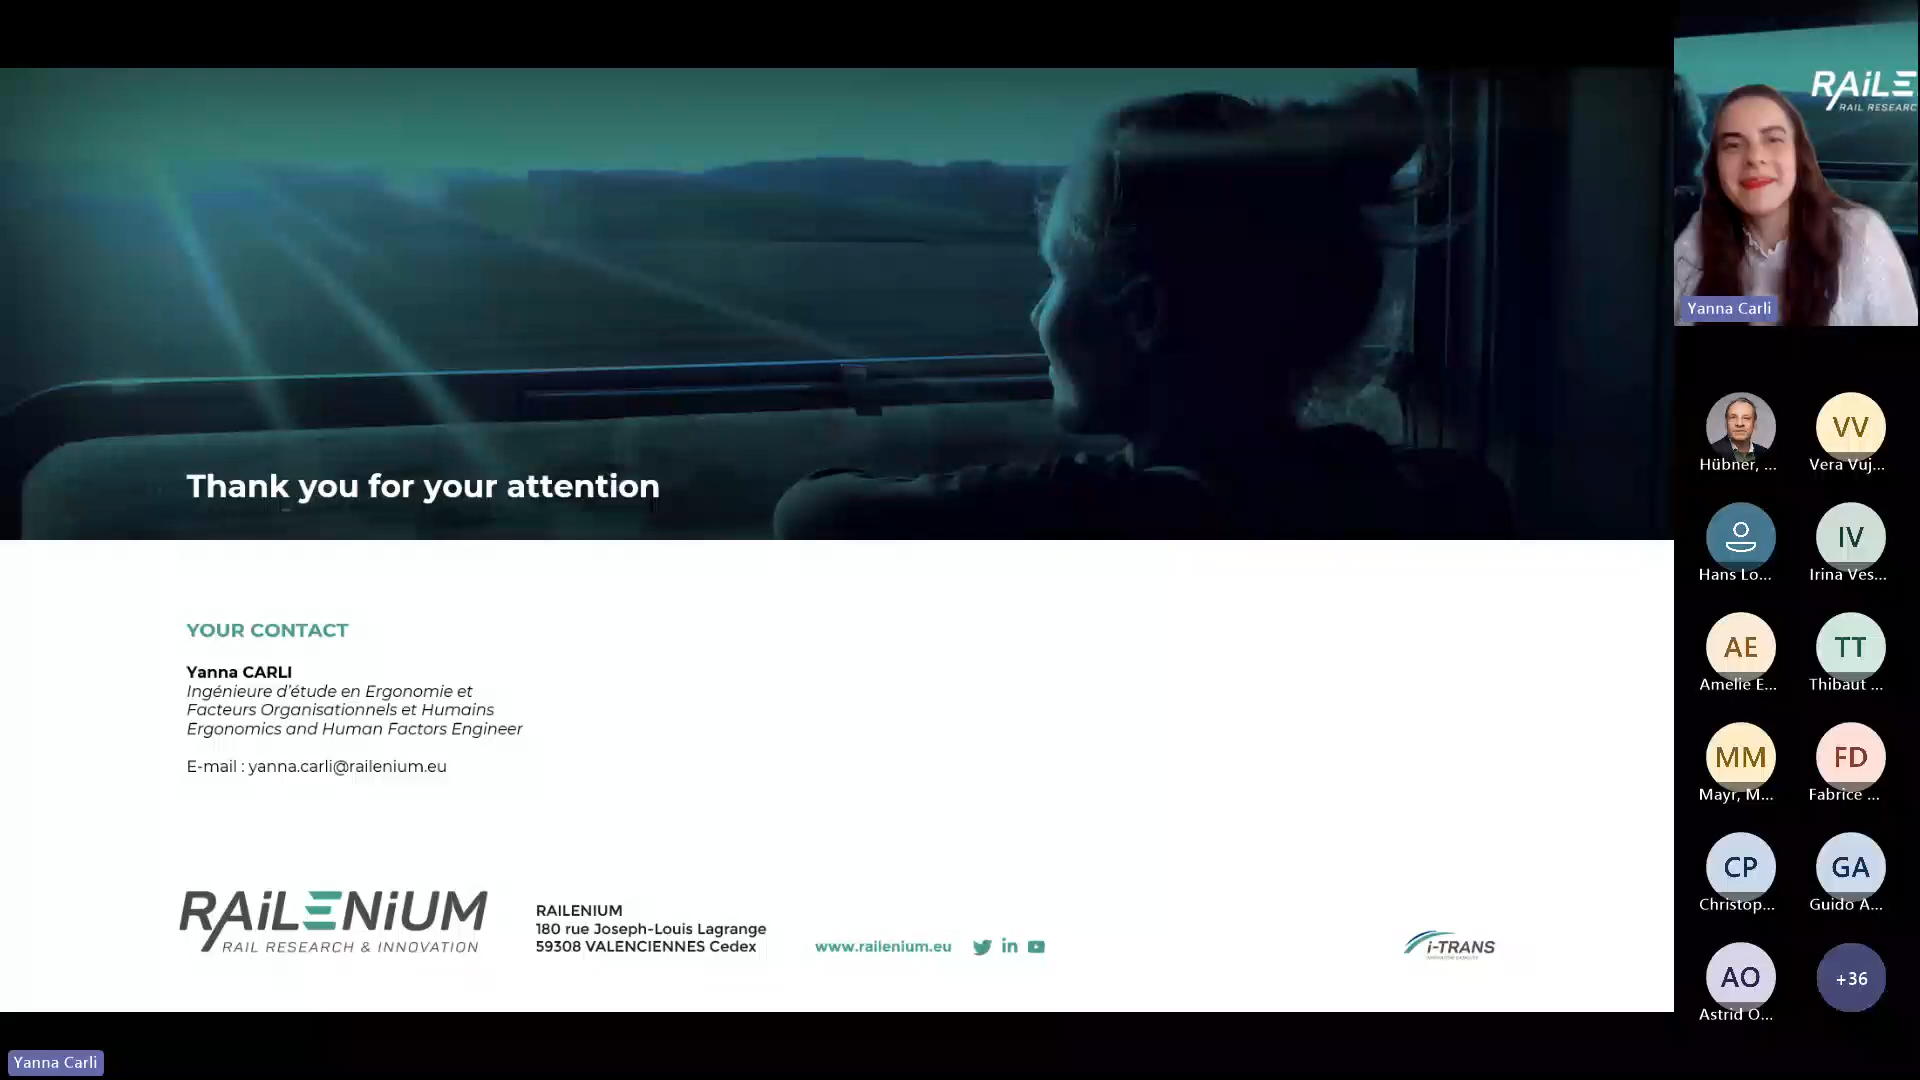 Thank you for your attention
YOUR CONTACT
Yanna CARLI
Ingénieure d'étude en Ergonomie et
Facteurs Organisationnels et Humains
Ergonomics and Human Factors Engineer
E-mail : yanna.carli@railenium.eu
RAiLENiUM
RAIL RESEARCH & INNOVATION
RAILENIUM
180 rue Joseph-Louis Lagrange
59308 VALENCIENNES Cedex
www.railenium.eu
i-TRANS
Yanna Carli
RAiLE
RAIL RESEARC
Yanna Carli
Hübner, ...
VV
Vera Vuj...
Hans Lo...
IV
Irina Ves...
AE
Amelie E...
TT
Thibaut ...
MM
Mayr, M...
FD
Fabrice ...
CP
Christop...
GA
Guido A...
AO
Astrid O...
+36